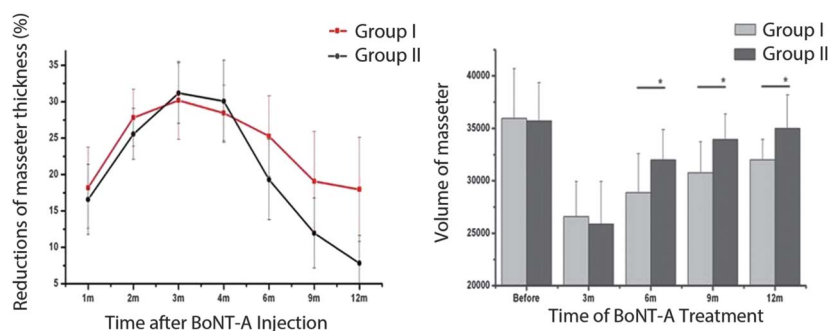 Reductions of masseter thickness (%)
Group I
Group II
35
30
25
20
15
10
5
1m 2m 3m 4m 6m 9m 12m
Time after BoNT-A Injection
Group I
Group II
Volume of masseter
40000
35000
30000
25000
20000
* * *
Before 3m 6m 9m 12m
Time of BoNT-A Treatment